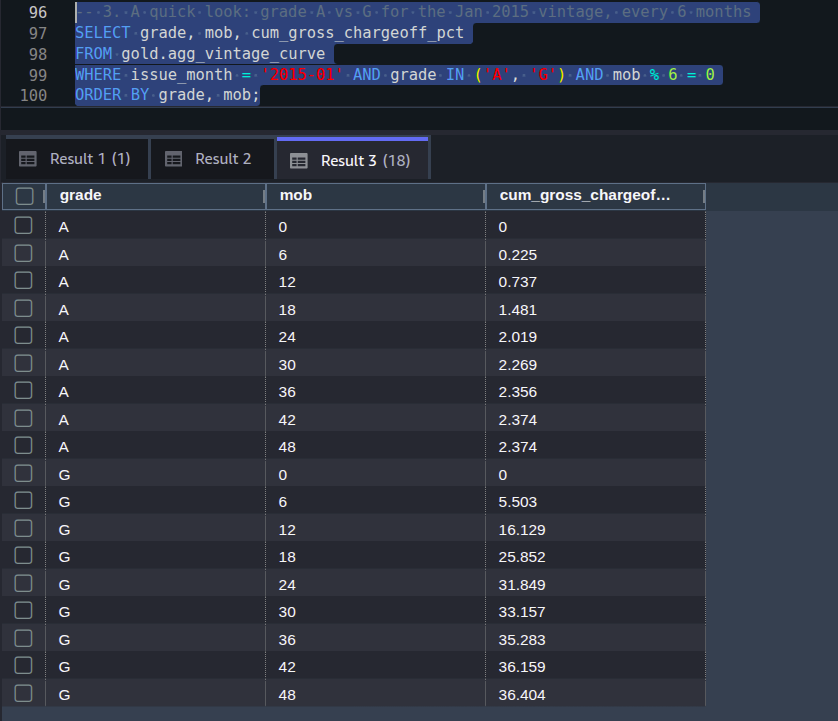 96 -- 3. A quick look: grade A vs G for the Jan 2015 vintage, every 6 months
97 SELECT grade, mob, cum_gross_chargeoff_pct
98 FROM gold.agg_vintage_curve
99 WHERE issue_month = '2015-01' AND grade IN ('A', 'G') AND mob % 6 = 0
100 ORDER BY grade, mob;
Result 1 (1) Result 2 Result 3 (18)
grade mob cum_gross_chargeof...
A 0 0
A 6 0.225
A 12 0.737
A 18 1.481
A 24 2.019
A 30 2.269
A 36 2.356
A 42 2.374
A 48 2.374
G 0 0
G 6 5.503
G 12 16.129
G 18 25.852
G 24 31.849
G 30 33.157
G 36 35.283
G 42 36.159
G 48 36.404